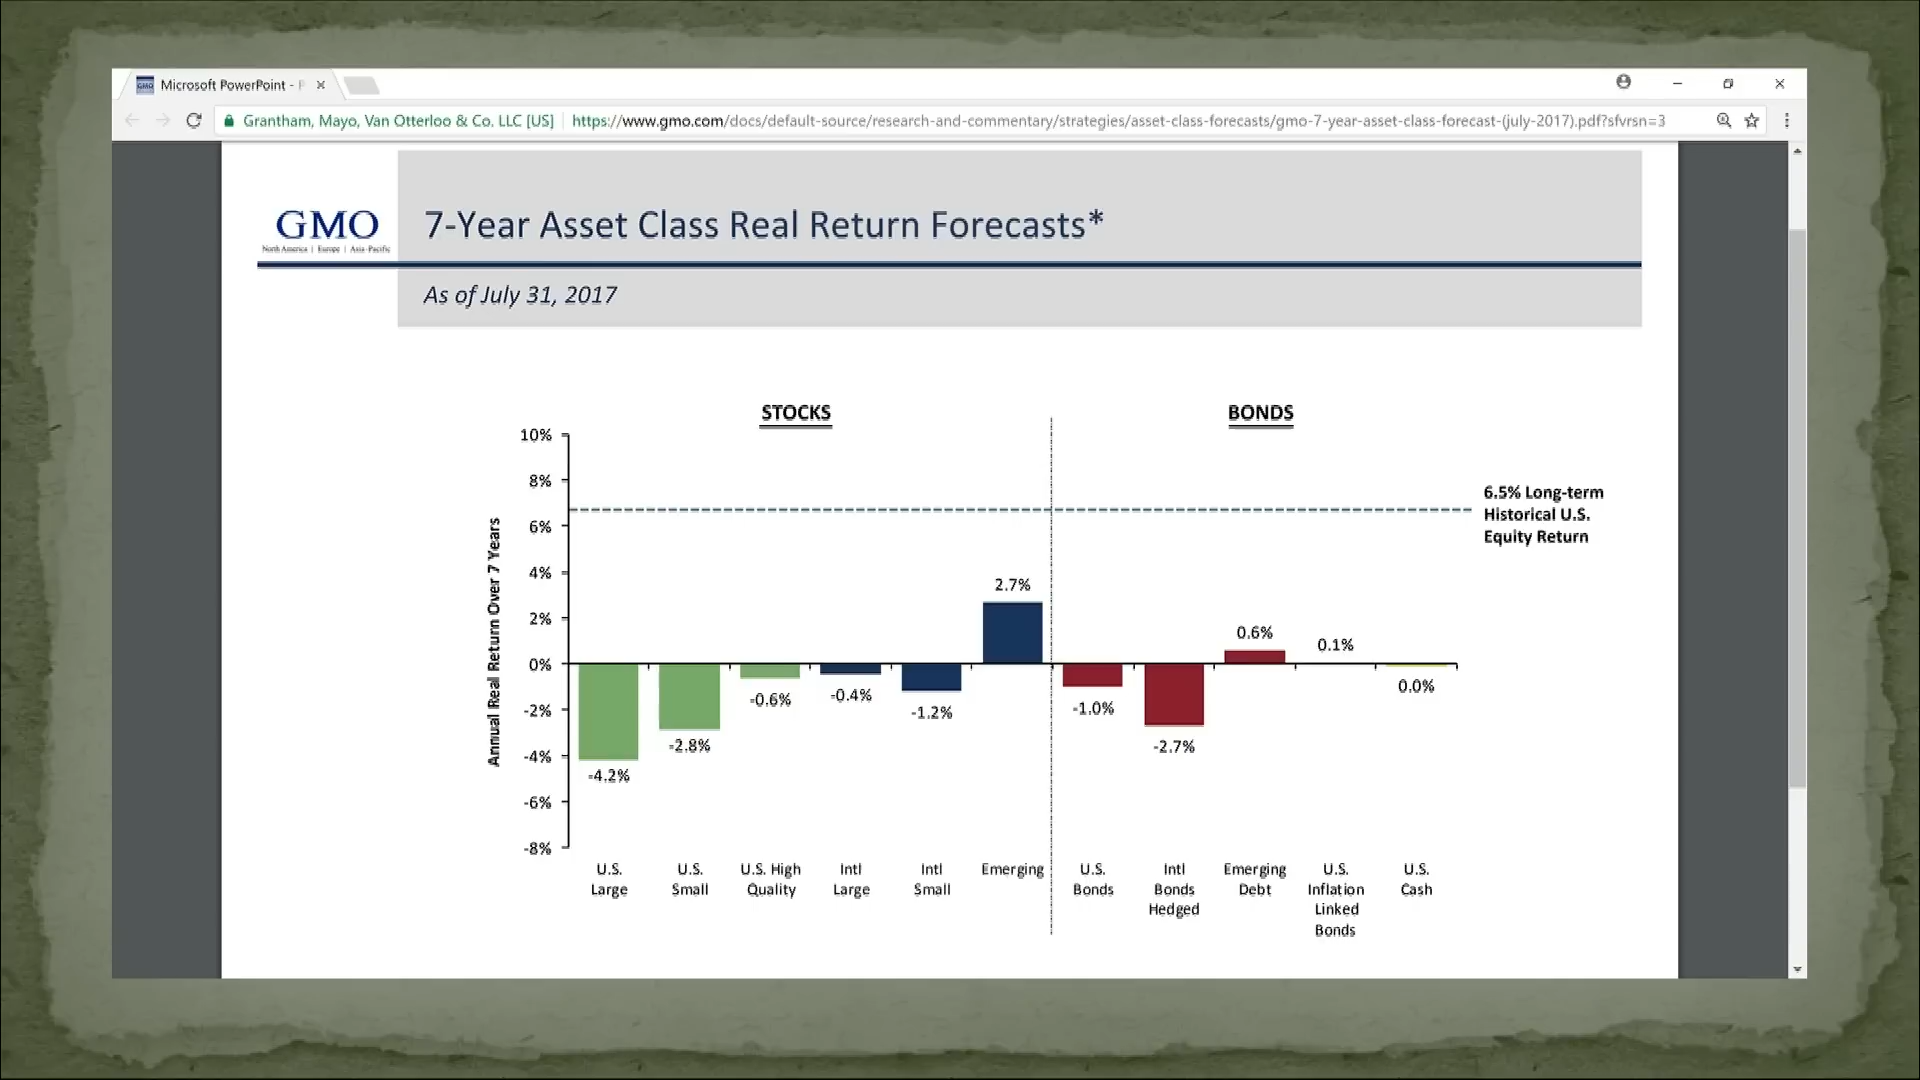 Microsoft PowerPoint -
Grantham, Mayo, Van Otterloo & Co. LLC [US] https://www.gmo.com/docs/default-source/research-and-commentary/strategies/asset-class-forecasts/gmo-7-year-asset-class-forecast-(july-2017).pdf?sfvrsn=3
GMO
North America | Europe | Asia-Pacific
7-Year Asset Class Real Return Forecasts*
As of July 31, 2017
STOCKS
BONDS
Annual Real Return Over 7 Years
10%
8%
6%
4%
2%
0%
-2%
-4%
-6%
-8%
6.5% Long-term
Historical U.S.
Equity Return
-4.2%
-2.8%
-0.6%
-0.4%
-1.2%
2.7%
-1.0%
-2.7%
0.6%
0.1%
0.0%
U.S.
Large
U.S.
Small
U.S. High
Quality
Intl
Large
Intl
Small
Emerging
U.S.
Bonds
Intl
Bonds
Hedged
Emerging
Debt
U.S.
Inflation
Linked
Bonds
U.S.
Cash